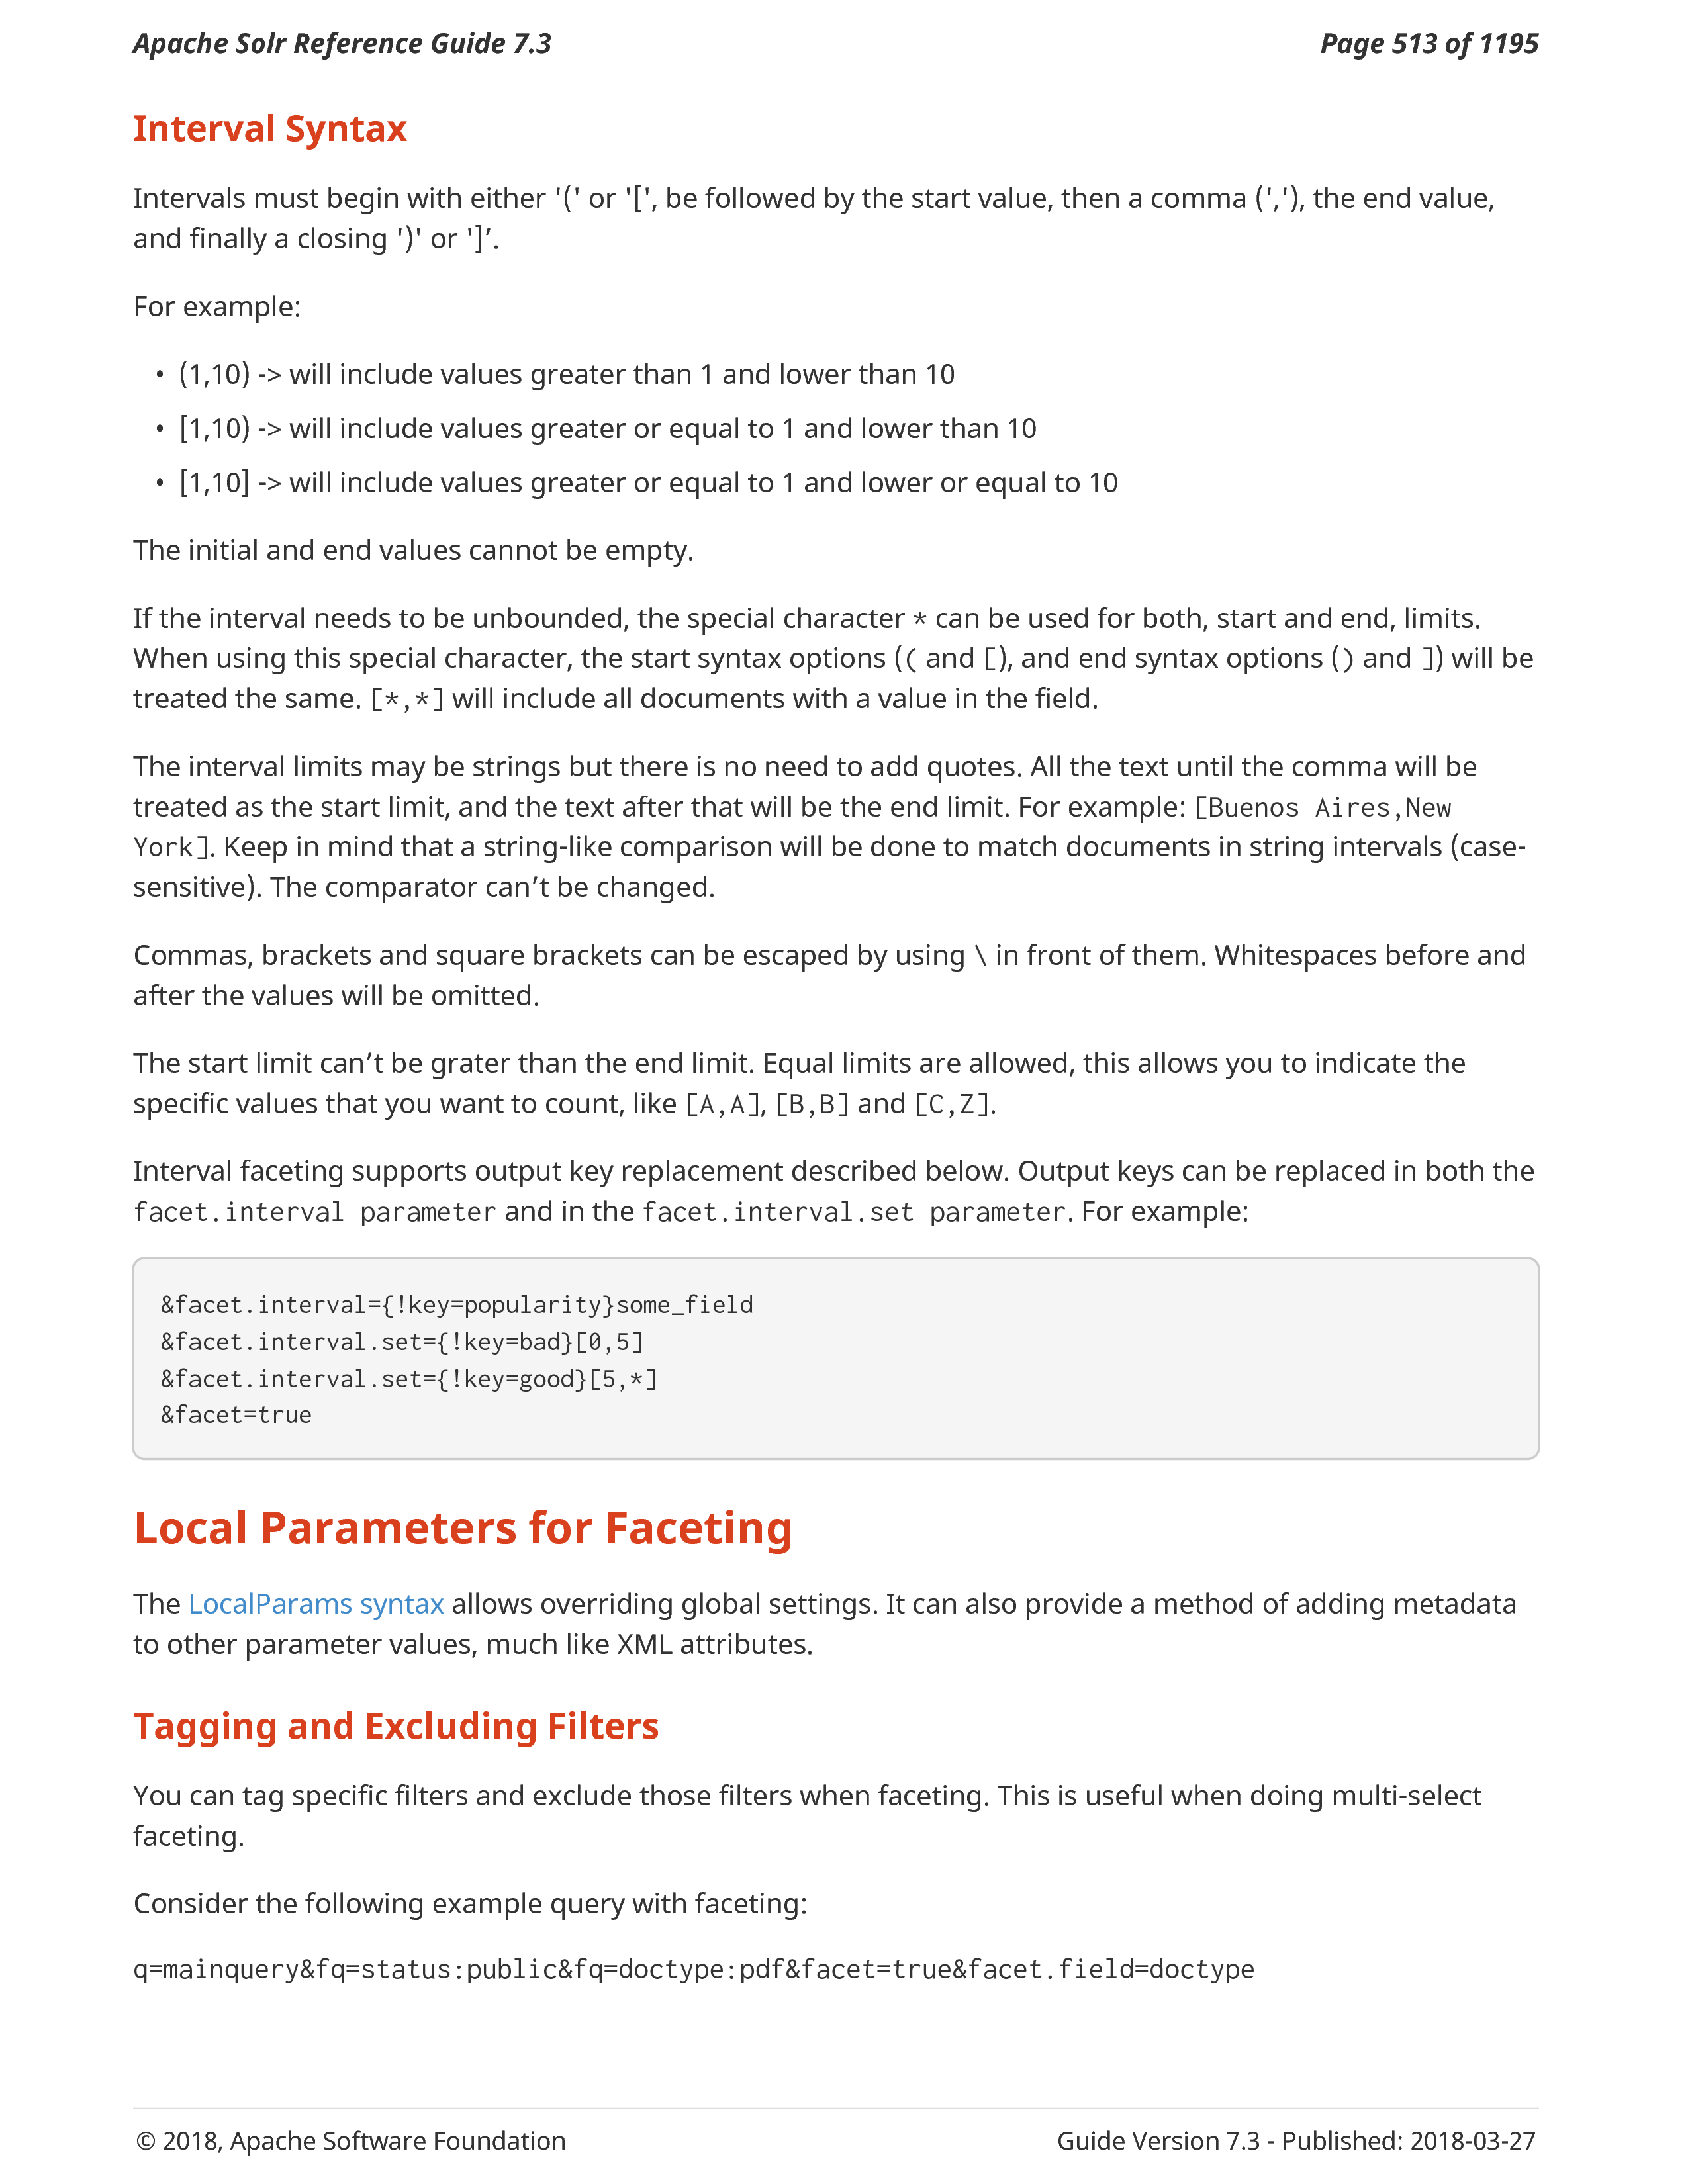 Apache Solr Reference Guide 7.3
Page 513 of 1195
Interval Syntax
Intervals must begin with either '(' or '[', be followed by the start value, then a comma (','), the end value,
and finally a closing ')' or ']’.
For example:
• (1,10) -> will include values greater than 1 and lower than 10
• [1,10) -> will include values greater or equal to 1 and lower than 10
• [1,10] -> will include values greater or equal to 1 and lower or equal to 10
The initial and end values cannot be empty.
If the interval needs to be unbounded, the special character * can be used for both, start and end, limits.
When using this special character, the start syntax options (( and [), and end syntax options () and ]) will be
treated the same. [*,*] will include all documents with a value in the field.
The interval limits may be strings but there is no need to add quotes. All the text until the comma will be
treated as the start limit, and the text after that will be the end limit. For example: [Buenos Aires,New
York]. Keep in mind that a string-like comparison will be done to match documents in string intervals (case-
sensitive). The comparator can’t be changed.
Commas, brackets and square brackets can be escaped by using \ in front of them. Whitespaces before and
after the values will be omitted.
The start limit can’t be grater than the end limit. Equal limits are allowed, this allows you to indicate the
specific values that you want to count, like [A,A], [B,B] and [C,Z].
Interval faceting supports output key replacement described below. Output keys can be replaced in both the
facet.interval parameter and in the facet.interval.set parameter. For example:
&facet.interval={!key=popularity}some_field
&facet.interval.set={!key=bad}[0,5]
&facet.interval.set={!key=good}[5,*]
&facet=true
Local Parameters for Faceting
The LocalParams syntax allows overriding global settings. It can also provide a method of adding metadata
to other parameter values, much like XML attributes.
Tagging and Excluding Filters
You can tag specific filters and exclude those filters when faceting. This is useful when doing multi-select
faceting.
Consider the following example query with faceting:
q=mainquery&fq=status:public&fq=doctype:pdf&facet=true&facet.field=doctype
© 2018, Apache Software Foundation
Guide Version 7.3 - Published: 2018-03-27